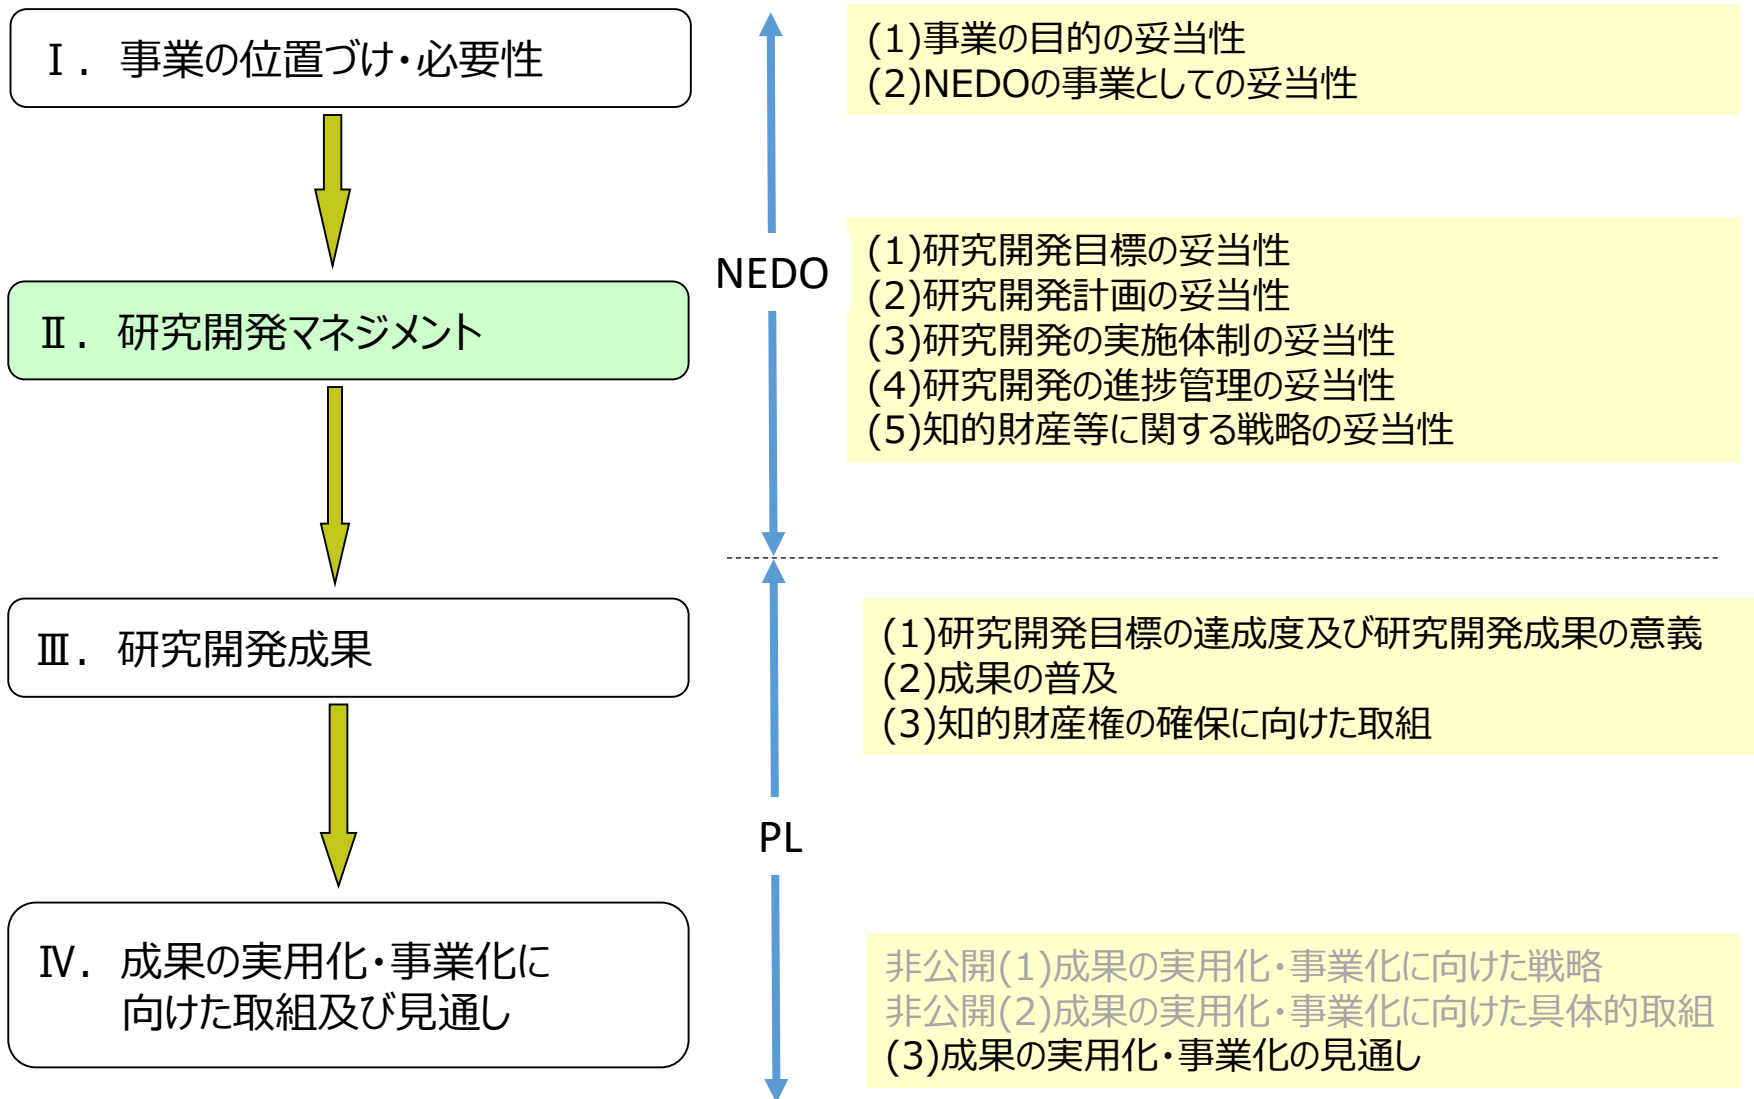 Ⅰ. 事業の位置づけ・必要性
(1)事業の目的の妥当性
(2)NEDOの事業としての妥当性
NEDO
Ⅱ. 研究開発マネジメント
(1)研究開発目標の妥当性
(2)研究開発計画の妥当性
(3)研究開発の実施体制の妥当性
(4)研究開発の進捗管理の妥当性
(5)知的財産等に関する戦略の妥当性
Ⅲ. 研究開発成果
(1)研究開発目標の達成度及び研究開発成果の意義
(2)成果の普及
(3)知的財産権の確保に向けた取組
PL
Ⅳ. 成果の実用化・事業化に
向けた取組及び見通し
非公開(1)成果の実用化・事業化に向けた戦略
非公開(2)成果の実用化・事業化に向けた具体的取組
(3)成果の実用化・事業化の見通し